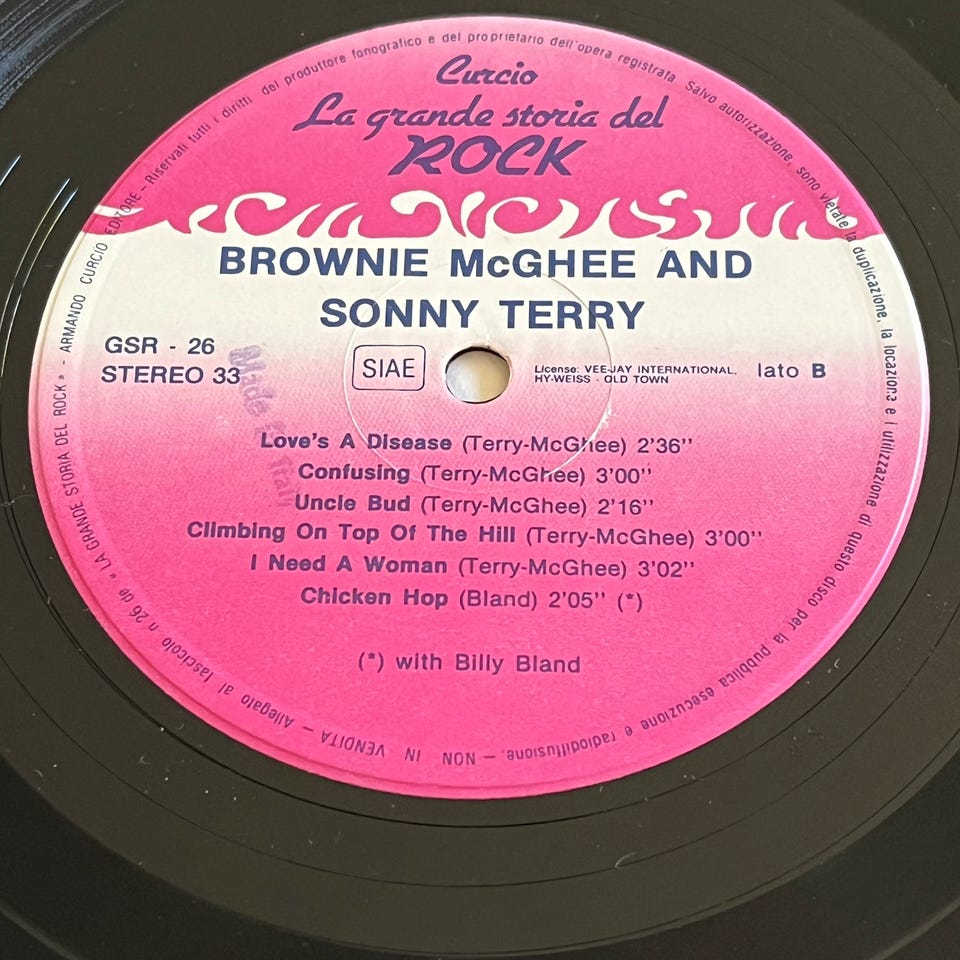 Curcio
La grande storia del
ROCK
BROWNIE McGHEE AND
SONNY TERRY
GSR - 26
STEREO 33
SIAE
License: VEE-JAY INTERNATIONAL.
HY-WEISS - OLD TOWN
lato B
Made in Italy
Love's A Disease (Terry-McGhee) 2'36''
Confusing (Terry-McGhee) 3'00''
Uncle Bud (Terry-McGhee) 2'16''
Climbing On Top Of The Hill (Terry-McGhee) 3'00''
I Need A Woman (Terry-McGhee) 3'02''
Chicken Hop (Bland) 2'05'' (*)
(*) with Billy Bland
Allegato al fascicolo n 26 de « LA GRANDE STORIA DEL ROCK » - ARMANDO CURCIO EDITORE - Riservati tutti i diritti del produttore fonografico e del proprietario dell'opera registrata. Salvo autorizzazione, sono vietate la duplicazione, la locazione e l'utilizzazione di questo disco per la pubblica esecuzione e radiodiffusione. — NON IN VENDITA —